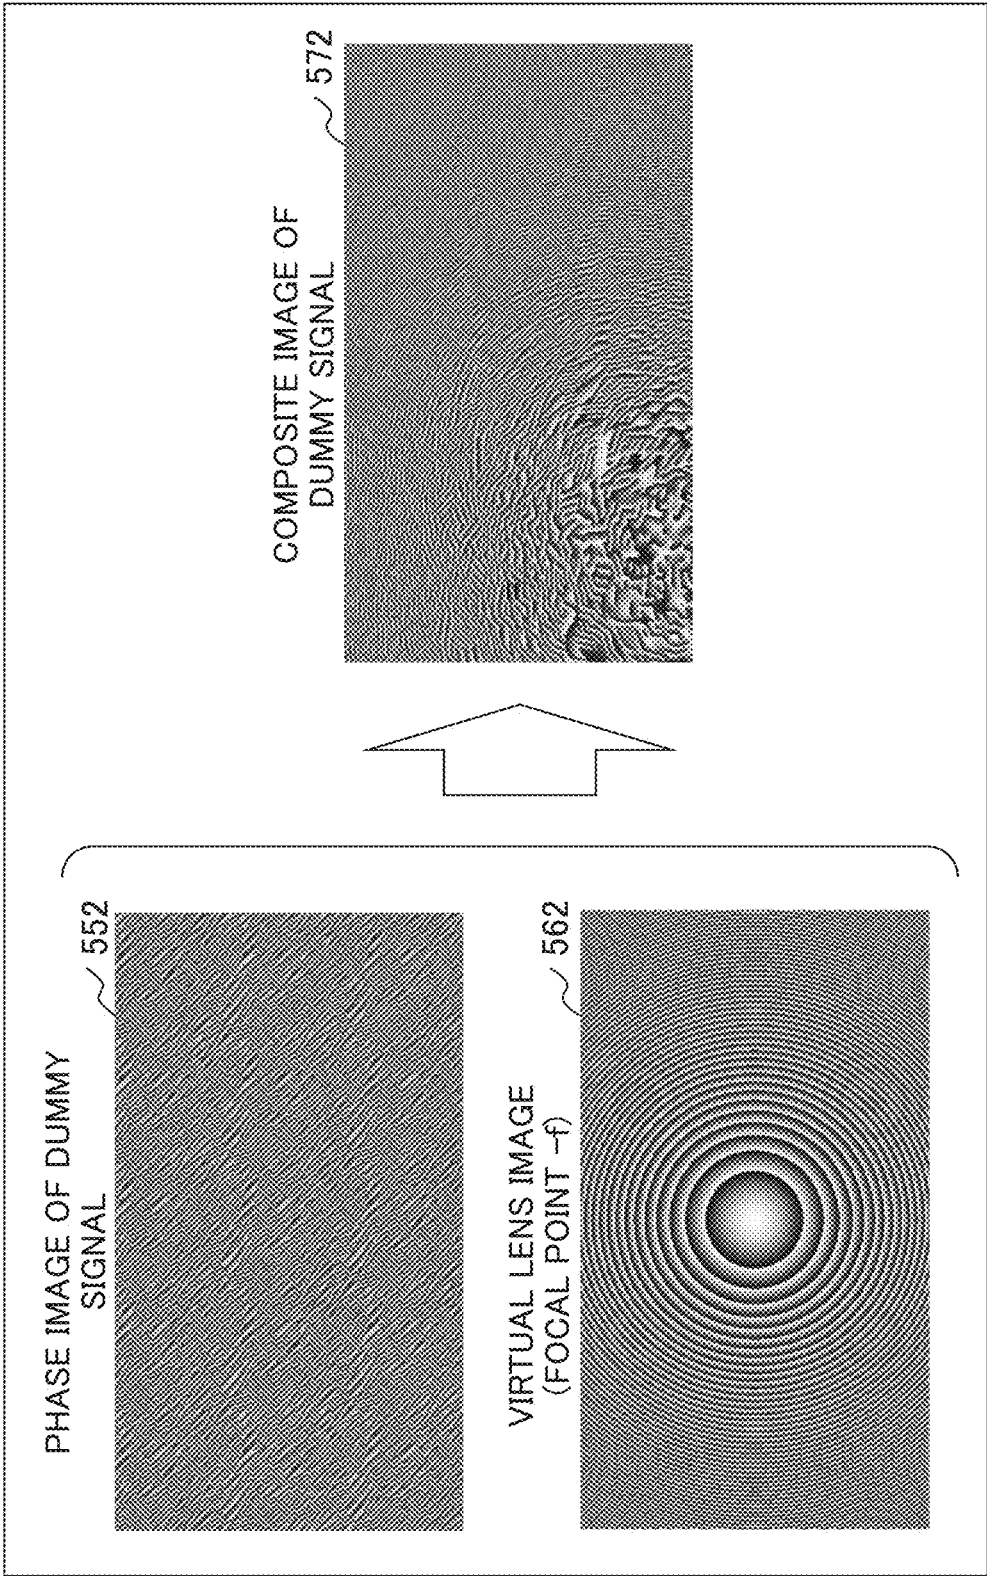 PHASE IMAGE OF DUMMY
SIGNAL
552
VIRTUAL LENS IMAGE
(FOCAL POINT -f)
562
COMPOSITE IMAGE OF
DUMMY SIGNAL
572